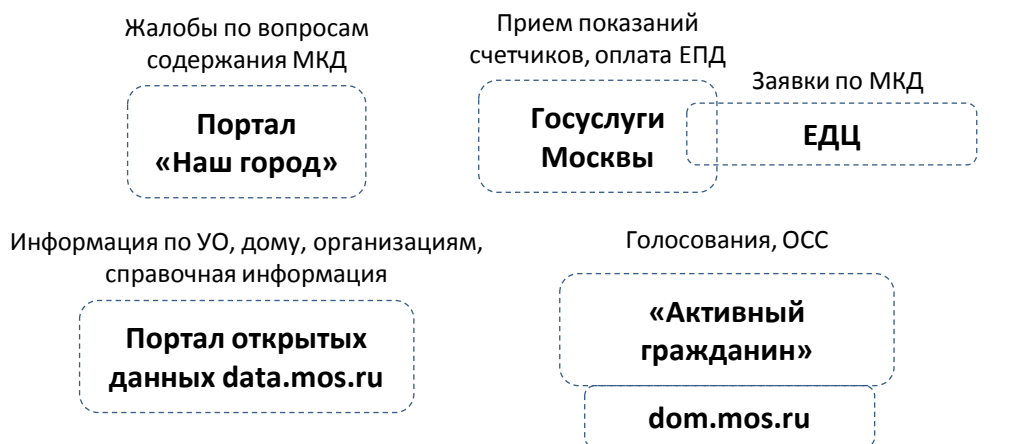 Жалобы по вопросам
содержания МКД
Портал
«Наш город»
Прием показаний
счетчиков, оплата ЕПД
Госуслуги
Москвы
Заявки по МКД
ЕДЦ
Информация по УО, дому, организациям,
справочная информация
Портал открытых
данных data.mos.ru
Голосования, ОСС
«Активный
гражданин»
dom.mos.ru